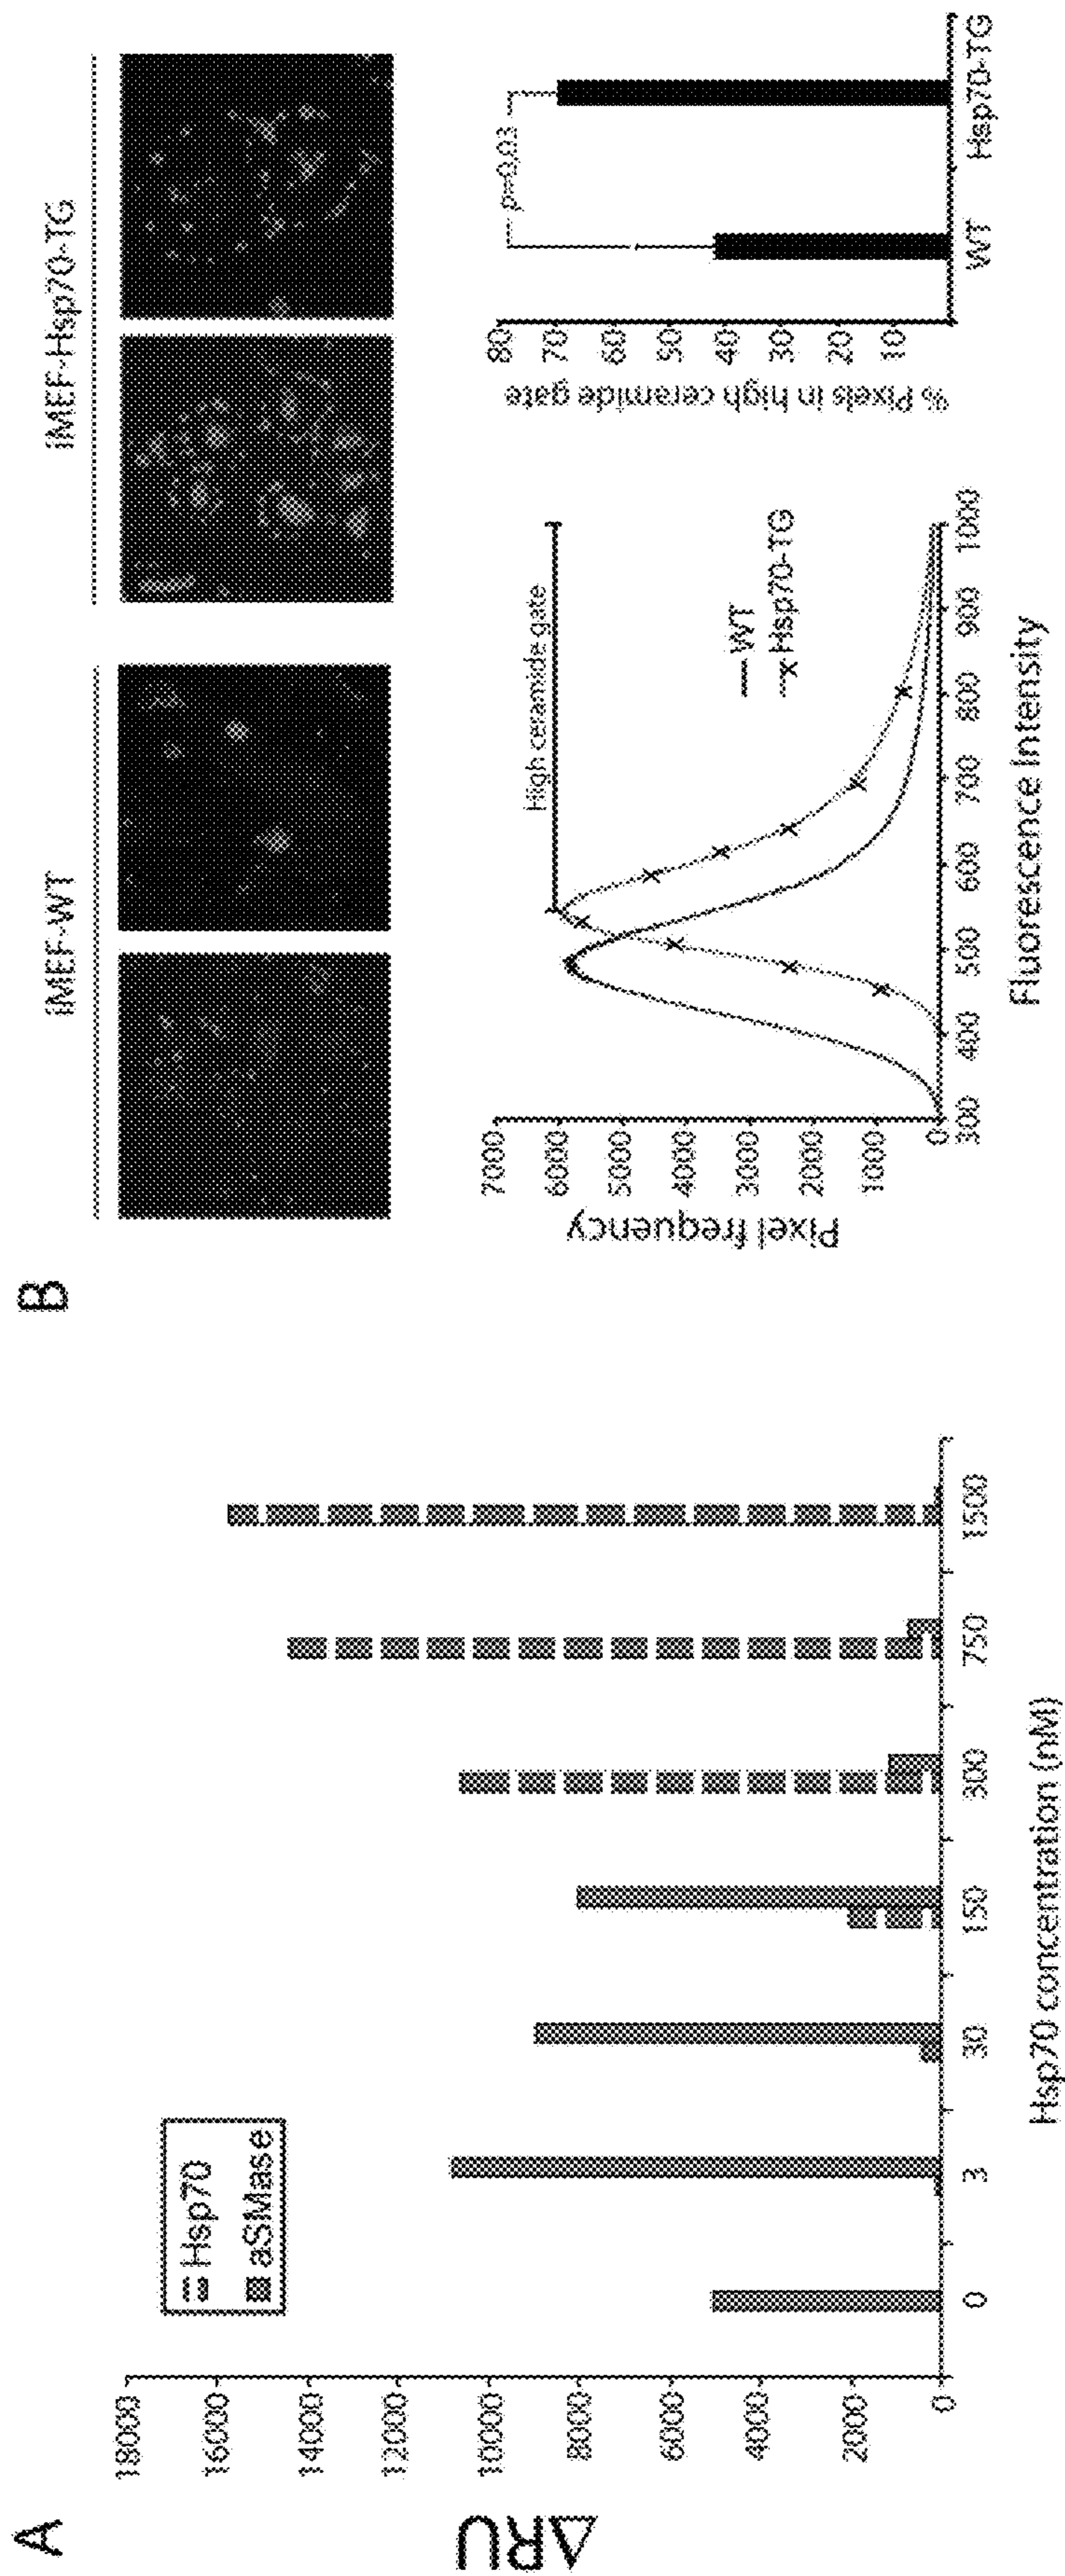 A
ΔRU
18000
16000
14000
12000
10000
8000
6000
4000
2000
0
Hsp70
aSMase
0
3
30
150
300
750
1500
Hsp70 concentration (nM)
B
iMEF-WT
iMEF-Hsp70-TG
Pixel frequency
7000
6000
5000
4000
3000
2000
1000
0
High ceramide gate
WT
Hsp70-TG
300
400
500
600
700
800
900
1000
Fluorescence Intensity
% Pixels in high ceramide gate
80
70
60
50
40
30
20
10
p=0.03
WT
Hsp70-TG